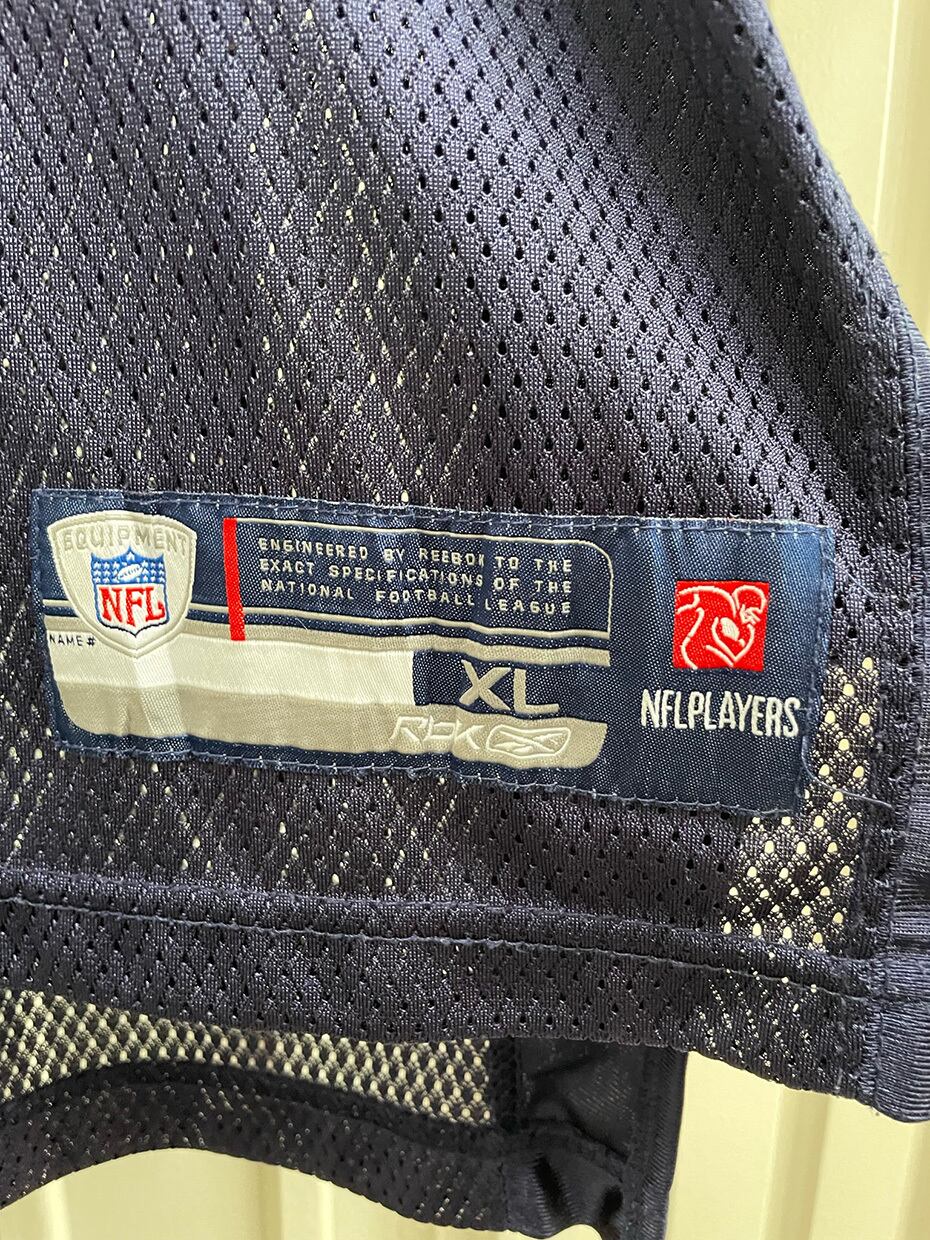 EQUIPMENT
NFL
ENGINEERED BY REEBOK TO THE
EXACT SPECIFICATIONS OF THE
NATIONAL FOOTBALL LEAGUE
NAME #
XL
RBK
NFLPLAYERS